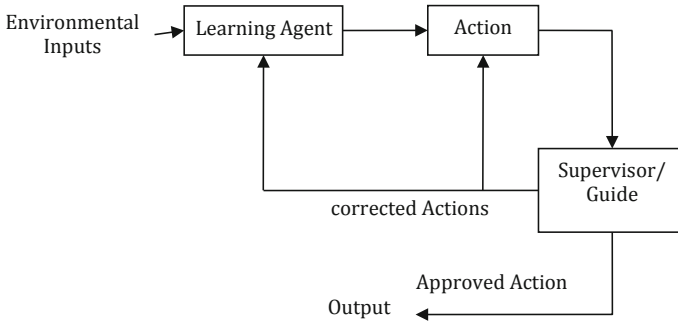 Environmental
Inputs
Learning Agent
Action
Supervisor/
Guide
corrected Actions
Approved Action
Output